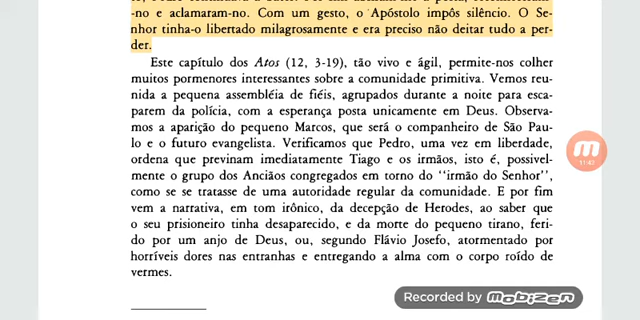 -no e aclamaram-no. Com um gesto, o Apóstolo impôs silêncio. O Se-
nhor tinha-o libertado milagrosamente e era preciso não deitar tudo a per-
der.
Este capítulo dos Atos (12, 3-19), tão vivo e ágil, permite-nos colher
muitos pormenores interessantes sobre a comunidade primitiva. Vemos reu-
nida a pequena assembléia de fiéis, agrupados durante a noite para esca-
parem da polícia, com a esperança posta unicamente em Deus. Observa-
mos a aparição do pequeno Marcos, que será o companheiro de São Pau-
lo e o futuro evangelista. Verificamos que Pedro, uma vez em liberdade,
ordena que previnam imediatamente Tiago e os irmãos, isto é, possivel-
mente o grupo dos Anciãos congregados em torno do ‘‘irmão do Senhor’’,
como se se tratasse de uma autoridade regular da comunidade. E por fim
vem a narrativa, em tom irônico, da decepção de Herodes, ao saber que
o seu prisioneiro tinha desaparecido, e da morte do pequeno tirano, feri-
do por um anjo de Deus, ou, segundo Flávio Josefo, atormentado por
horríveis dores nas entranhas e entregando a alma com o corpo roído de
vermes.
11:47
Recorded by mobizen